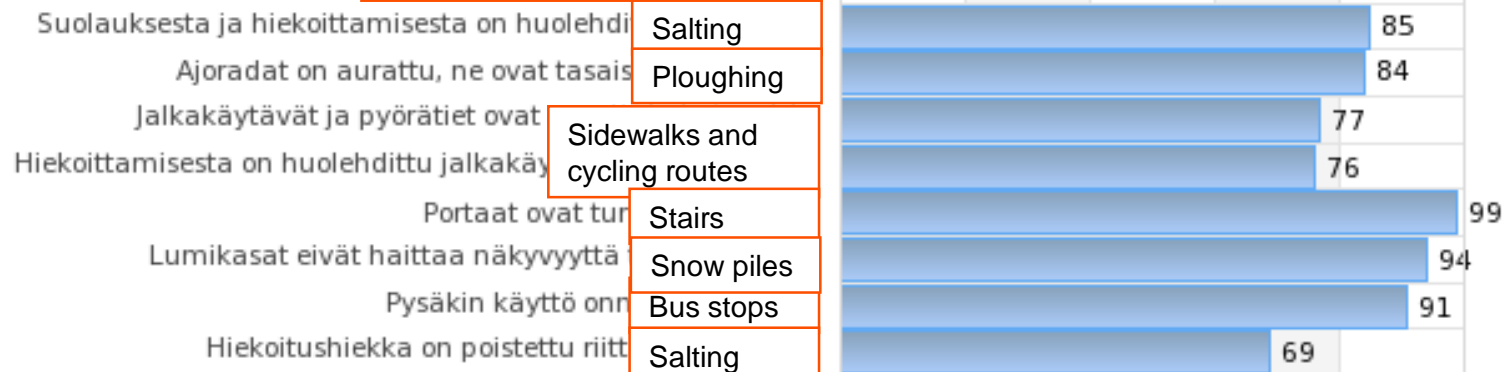 Suolauksesta ja hiekoittamisesta on huolehdi Salting 85
Ajoradat on aurattu, ne ovat tasais Ploughing 84
Jalkakäytävät ja pyörätiet ovat Sidewalks and 77
Hiekoittamisesta on huolehdittu jalkakäy cycling routes 76
Portaat ovat tur Stairs 99
Lumikasat eivät haittaa näkyvyyttä Snow piles 94
Pysäkin käyttö onn Bus stops 91
Hiekoitushiekka on poistettu riitt Salting 69